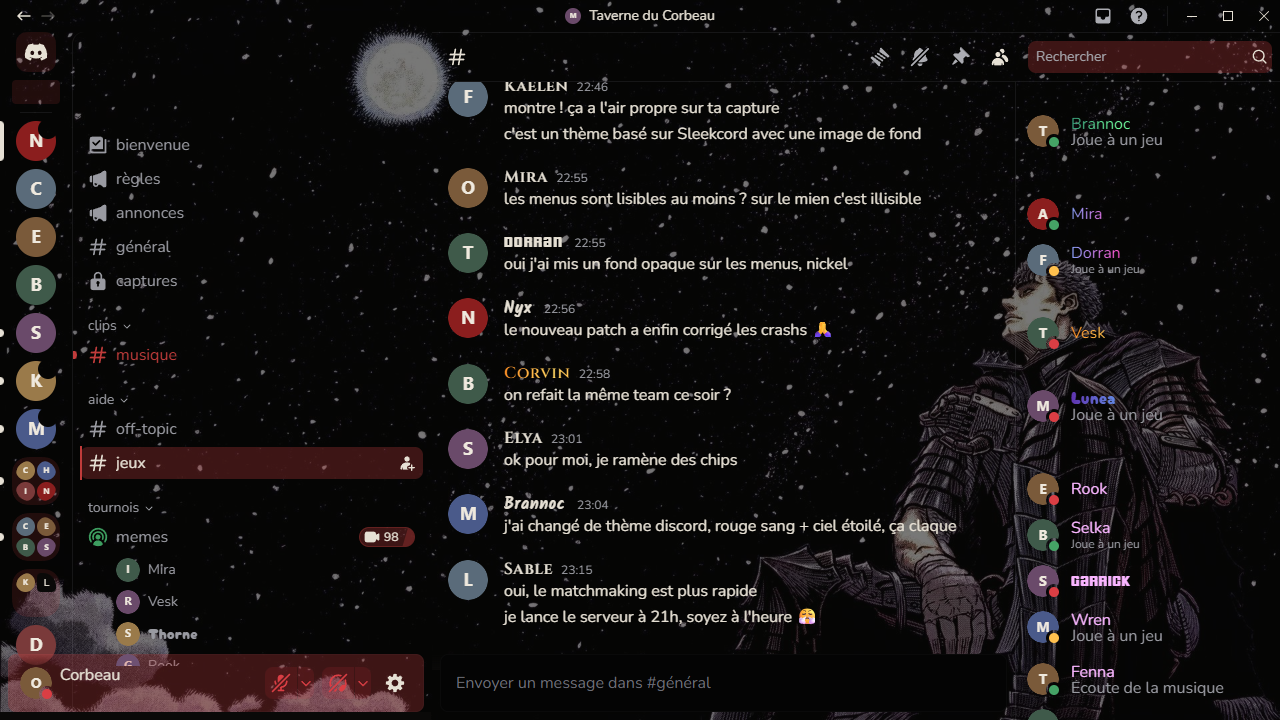 M Taverne du Corbeau
#
Rechercher
N
C
E
B
S
K
M
C H
I N
C E
B S
K L
D
bienvenue
règles
annonces
# général
captures
clips
# musique
aide
# off-topic
# jeux
tournois
memes
98
I Mira
R Vesk
S Thorne
G Rook
O Corbeau
F KAELEN 22:46
montre ! ça a l'air propre sur ta capture
c'est un thème basé sur Sleekcord avec une image de fond
O MIRA 22:55
les menus sont lisibles au moins ? sur le mien c'est illisible
T DORRAN 22:55
oui j'ai mis un fond opaque sur les menus, nickel
N Nyx 22:56
le nouveau patch a enfin corrigé les crashs 🙏
B CORVIN 22:58
on refait la même team ce soir ?
S ELYA 23:01
ok pour moi, je ramène des chips
M Brannoc 23:04
j'ai changé de thème discord, rouge sang + ciel étoilé, ça claque
L SABLE 23:15
oui, le matchmaking est plus rapide
je lance le serveur à 21h, soyez à l'heure 😤
Envoyer un message dans #général
T Brannoc
Joue à un jeu
A Mira
F Dorran
Joue à un jeu
T Vesk
M Lunea
Joue à un jeu
E Rook
B Selka
Joue à un jeu
S GARRICK
M Wren
Joue à un jeu
T Fenna
Écoute de la musique